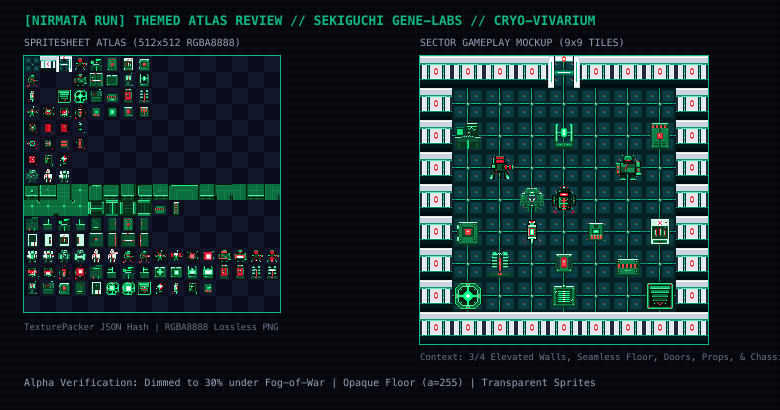 [NIRMATA RUN] THEMED ATLAS REVIEW // SEKIGUCHI GENE-LABS // CRYO-VIVARIUM
SPRITESHEET ATLAS (512x512 RGBA8888)
SECTOR GAMEPLAY MOCKUP (9x9 TILES)
TexturePacker JSON Hash | RGBA8888 Lossless PNG
Context: 3/4 Elevated Walls, Seamless Floor, Doors, Props, & Chassi
Alpha Verification: Dimmed to 30% under Fog-of-War | Opaque Floor (a=255) | Transparent Sprites